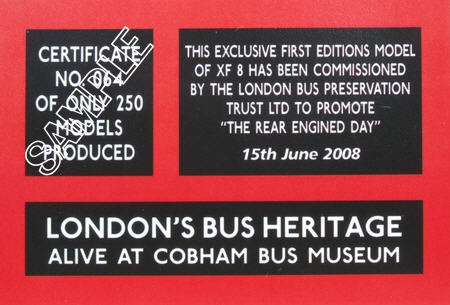 CERTIFICATE
NO. 064
OF ONLY 250
MODELS
PRODUCED
SAMPLE
THIS EXCLUSIVE FIRST EDITIONS MODEL
OF XF 8 HAS BEEN COMMISSIONED
BY THE LONDON BUS PRESERVATION
TRUST LTD TO PROMOTE
"THE REAR ENGINED DAY"
15th June 2008
LONDON'S BUS HERITAGE
ALIVE AT COBHAM BUS MUSEUM